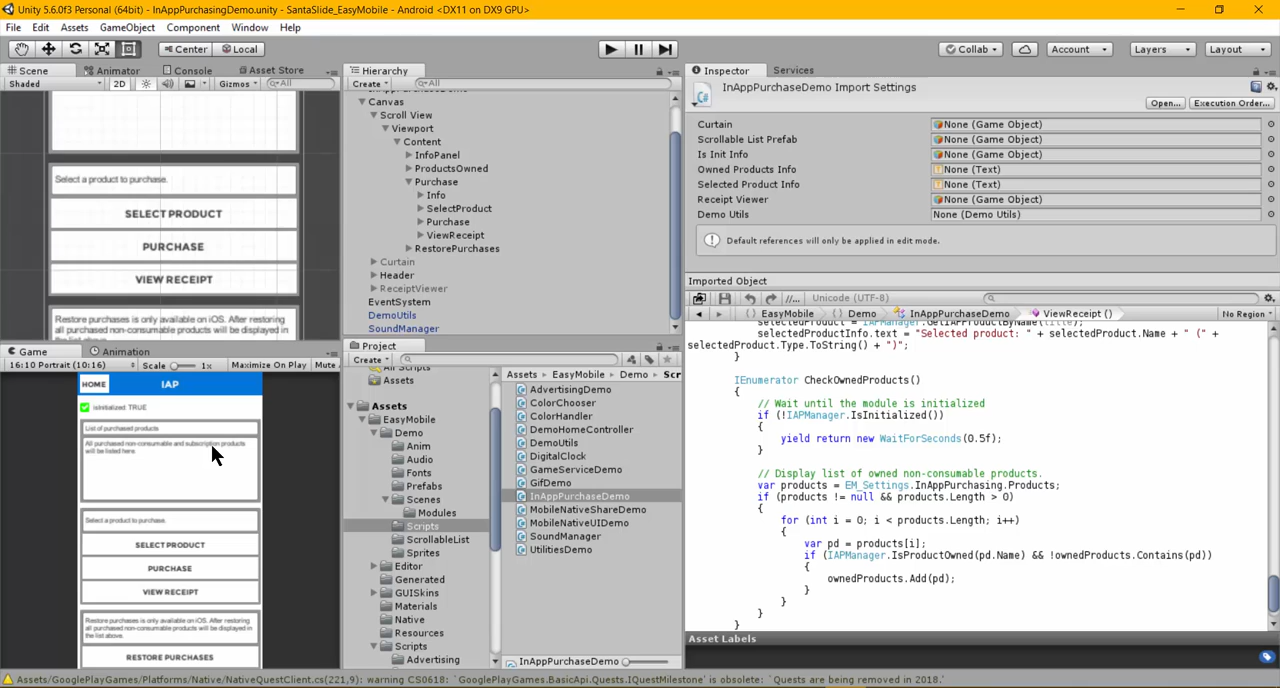 Unity 5.6.0f3 Personal (64bit) - InAppPurchasingDemo.unity - SantaSlide_EasyMobile - Android <DX11 on DX9 GPU>
File Edit Assets GameObject Component Window Help
Center Local Collab Account Layers Layout
Scene Animator Console Asset Store
Shaded 2D Gizmos All
Select a product to purchase.
SELECT PRODUCT
PURCHASE
VIEW RECEIPT
Restore purchases is only available on iOS. After restoring
all purchased non-consumable products will be displayed in
the list above.
Game Animation
16:10 Portrait (10:16) Scale 1x Maximize On Play Mute
HOME IAP
isInitialized: TRUE
List of purchased products
All purchased non-consumable and subscription products
will be listed here.
Select a product to purchase.
SELECT PRODUCT
PURCHASE
VIEW RECEIPT
Restore purchases is only available on iOS. After restoring
all purchased non-consumable products will be displayed in
the list above.
RESTORE PURCHASES
Hierarchy
Create All
Canvas
Scroll View
Viewport
Content
InfoPanel
ProductsOwned
Purchase
Info
SelectProduct
Purchase
ViewReceipt
RestorePurchases
Curtain
Header
ReceiptViewer
EventSystem
DemoUtils
SoundManager
Project
Create
All Scripts
Assets
Assets
EasyMobile
Demo
Anim
Audio
Fonts
Prefabs
Scenes
Modules
Scripts
ScrollableList
Sprites
Editor
Generated
GUISkins
Materials
Native
Resources
Scripts
Advertising
Assets EasyMobile Demo Scr
AdvertisingDemo
ColorChooser
ColorHandler
DemoHomeController
DemoUtils
DigitalClock
GameServiceDemo
GifDemo
InAppPurchaseDemo
MobileNativeShareDemo
MobileNativeUIDemo
SoundManager
UtilitiesDemo
InAppPurchaseDemo
Inspector Services
InAppPurchaseDemo Import Settings
Open... Execution Order...
Curtain None (Game Object)
Scrollable List Prefab None (Game Object)
Is Init Info None (Game Object)
Owned Products Info None (Text)
Selected Product Info None (Text)
Receipt Viewer None (Game Object)
Demo Utils None (Demo Utils)
Default references will only be applied in edit mode.
Imported Object
//... Unicode (UTF-8)
EasyMobile Demo InAppPurchaseDemo ViewReceipt () No Region
selectedProduct = IAPManager.GetIAPProductByName(title);
selectedProductInfo.text = "Selected product: " + selectedProduct.Name + " (" +
selectedProduct.Type.ToString() + ")";
}
IEnumerator CheckOwnedProducts()
{
// Wait until the module is initialized
if (!IAPManager.IsInitialized())
{
yield return new WaitForSeconds(0.5f);
}
// Display list of owned non-consumable products.
var products = EM_Settings.InAppPurchasing.Products;
if (products != null && products.Length > 0)
{
for (int i = 0; i < products.Length; i++)
{
var pd = products[i];
if (IAPManager.IsProductOwned(pd.Name) && !ownedProducts.Contains(pd))
{
ownedProducts.Add(pd);
}
}
}
}
Asset Labels
Assets/GooglePlayGames/Platforms/Native/NativeQuestClient.cs(221,9): warning CS0618: `GooglePlayGames.BasicApi.Quests.IQuestMilestone' is obsolete: `Quests are being removed in 2018.'